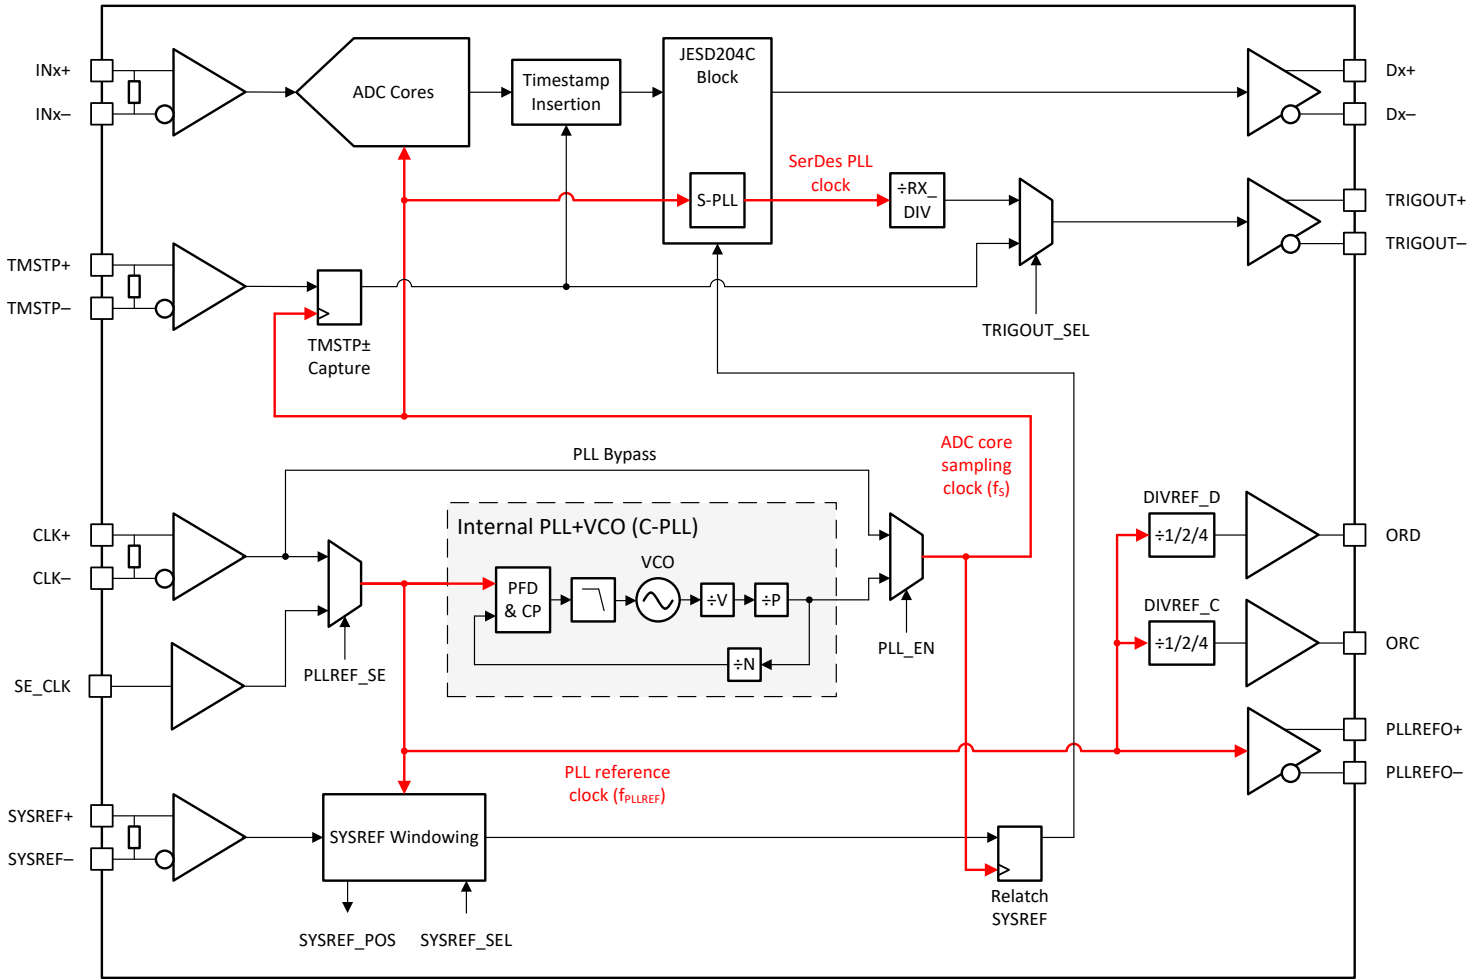 INx+
INx–
ADC Cores
Timestamp
Insertion
JESD204C
Block
Dx+
Dx–
SerDes PLL
clock
S-PLL
÷RX_
DIV
TRIGOUT+
TRIGOUT–
TMSTP+
TMSTP–
TRIGOUT_SEL
TMSTP±
Capture
ADC core
sampling
clock (fS)
PLL Bypass
DIVREF_D
÷1/2/4
ORD
CLK+
CLK–
Internal PLL+VCO (C-PLL)
VCO
PFD
& CP
÷V
÷P
÷N
PLL_EN
DIVREF_C
÷1/2/4
ORC
SE_CLK
PLLREF_SE
PLLREFO+
PLLREFO–
PLL reference
clock (fPLLREF)
SYSREF+
SYSREF–
SYSREF Windowing
Relatch
SYSREF
SYSREF_POS
SYSREF_SEL